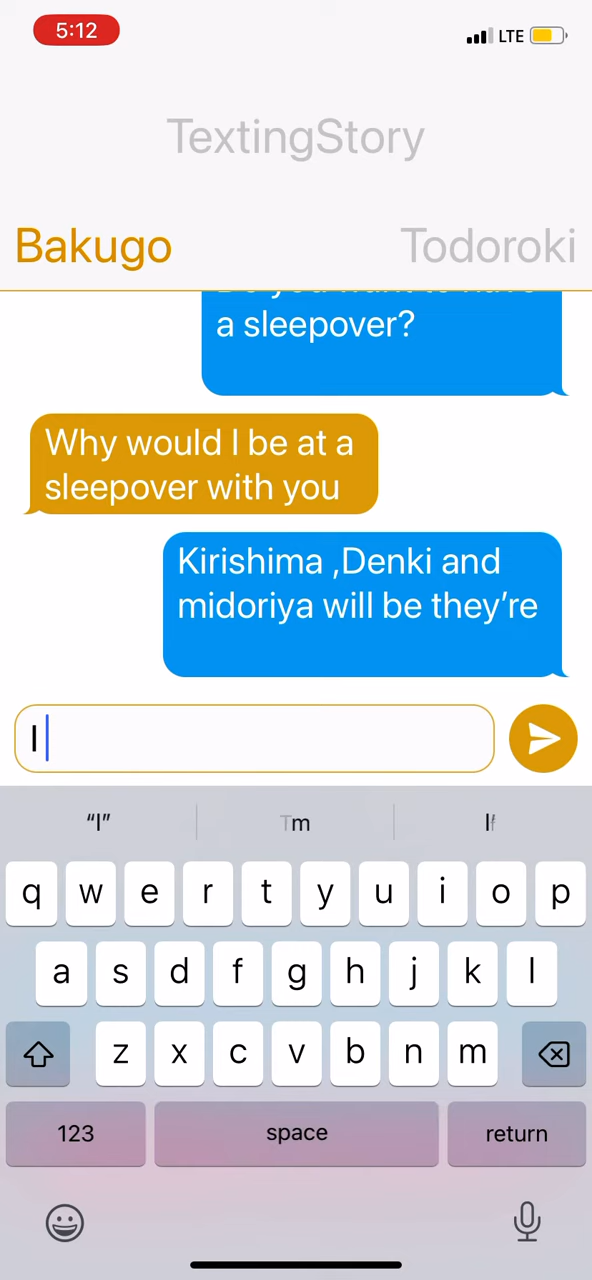 5:12
LTE
TextingStory
Bakugo
Todoroki
a sleepover?
Why would I be at a
sleepover with you
Kirishima ,Denki and
midoriya will be they’re
I
“I”
If
q w e r t y u i o p
a s d f g h j k l
z x c v b n m
123
space
return